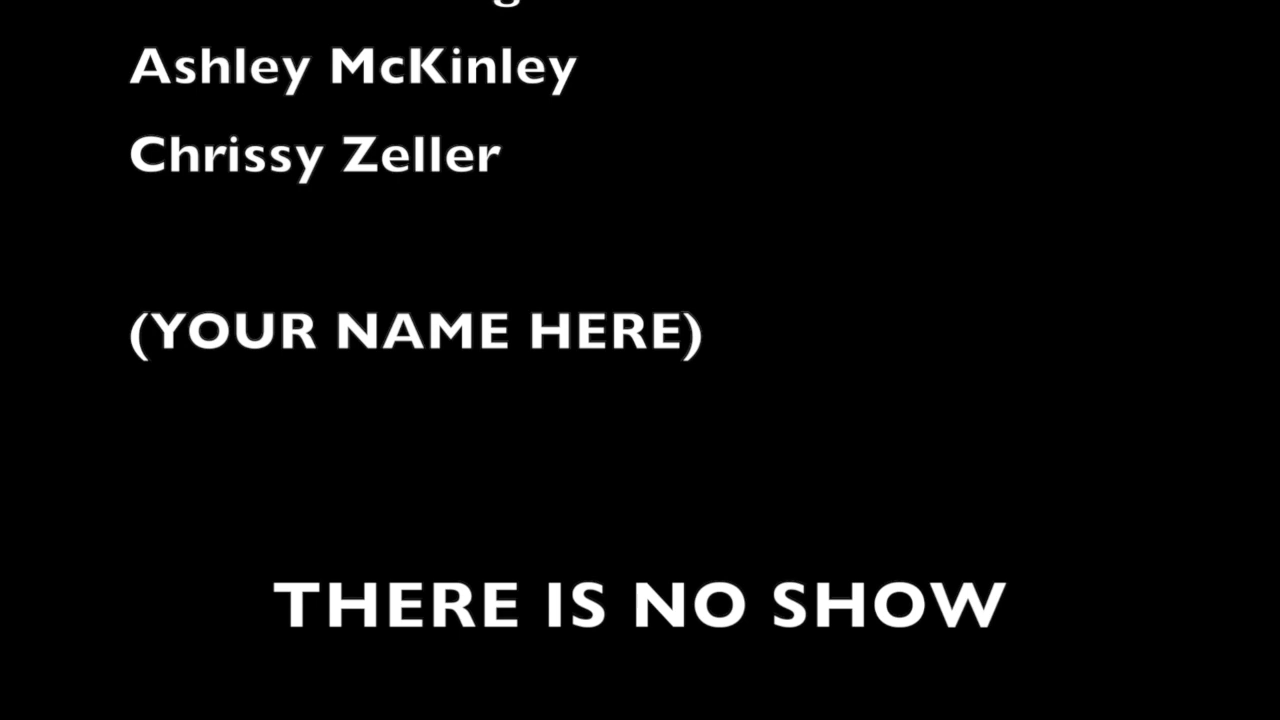 Ashley McKinley
Chrissy Zeller
(YOUR NAME HERE)
THERE IS NO SHOW